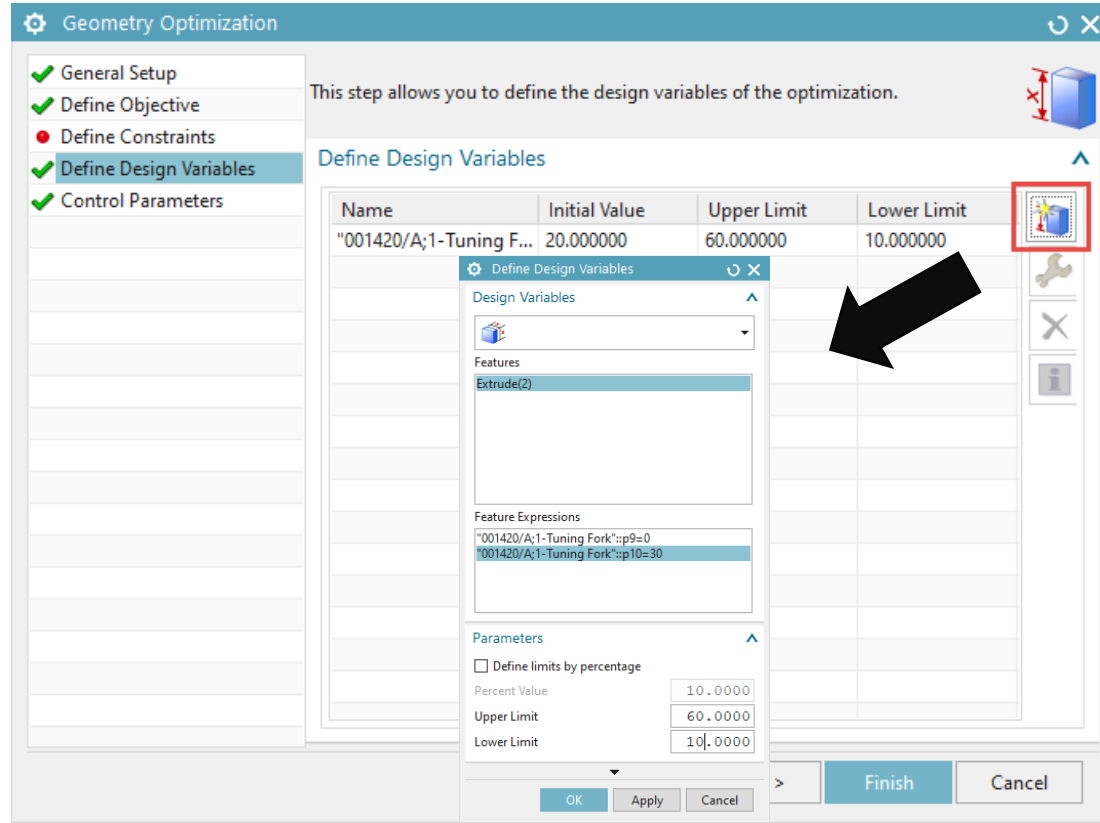 Geometry Optimization
General Setup
Define Objective
Define Constraints
Define Design Variables
Control Parameters
This step allows you to define the design variables of the optimization.
Define Design Variables
Name Initial Value Upper Limit Lower Limit
"001420/A;1-Tuning F... 20.000000 60.000000 10.000000
Define Design Variables
Design Variables
Features
Extrude(2)
Feature Expressions
"001420/A;1-Tuning Fork"::p9=0
"001420/A;1-Tuning Fork"::p10=30
Parameters
Define limits by percentage
Percent Value 10.0000
Upper Limit 60.0000
Lower Limit 10.0000
OK Apply Cancel
> Finish Cancel